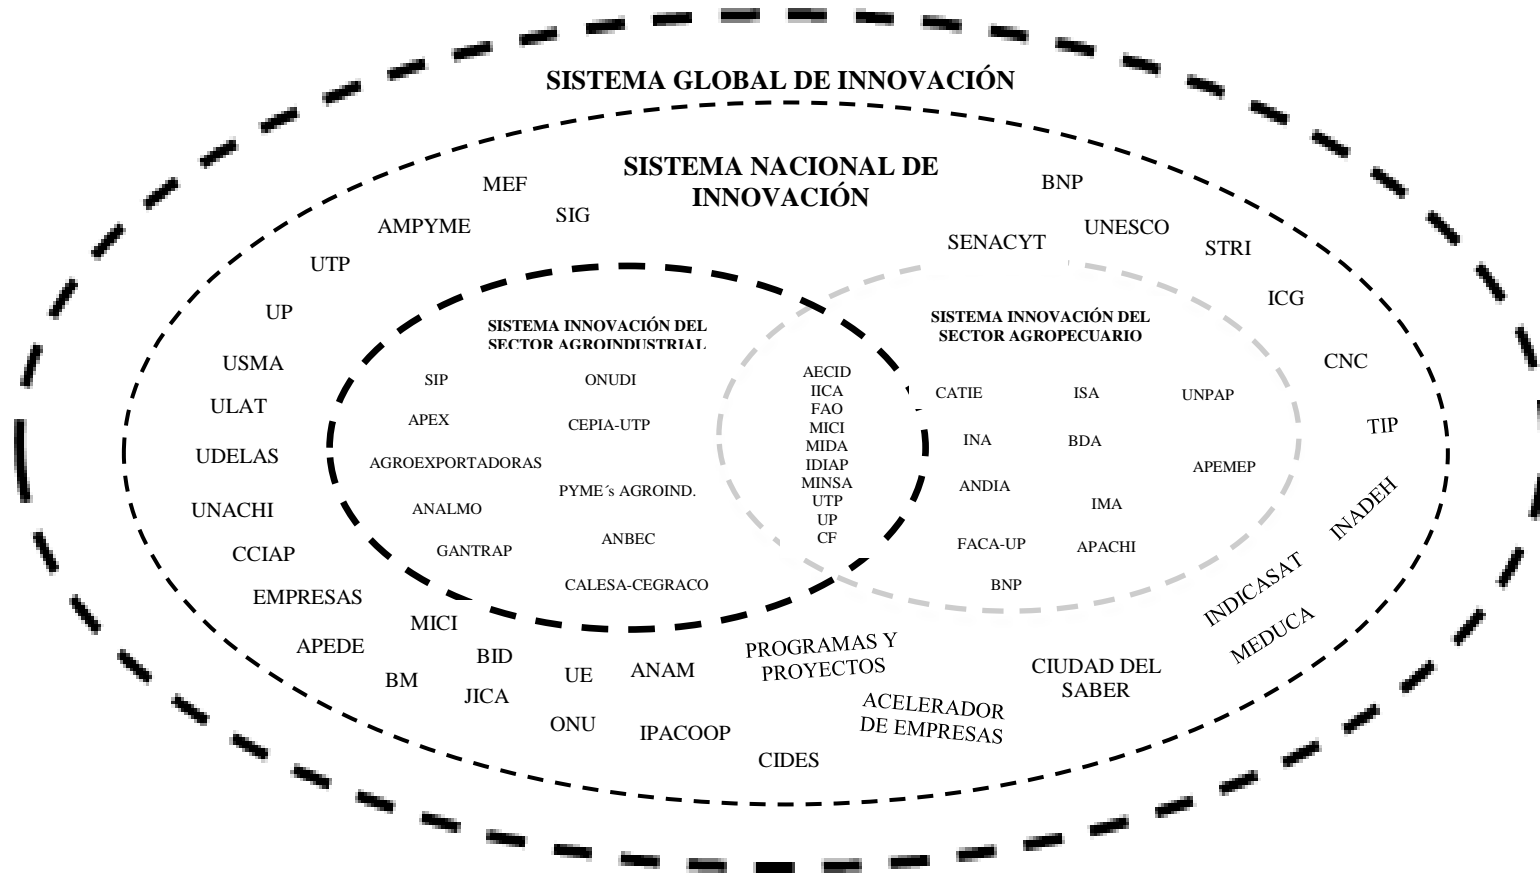 SISTEMA GLOBAL DE INNOVACIÓN
SISTEMA NACIONAL DE
INNOVACIÓN
MEF
SIG
AMPYME
UTP
UP
USMA
ULAT
UDELAS
UNACHI
CCIAP
EMPRESAS
APEDE
MICI
BM
BID
JICA
UE
ONU
ANAM
IPACOOP
CIDES
PROGRAMAS Y
PROYECTOS
ACELERADOR
DE EMPRESAS
CIUDAD DEL
SABER
MEDUCA
INDICASAT
INADEH
TIP
CNC
ICG
STRI
UNESCO
BNP
SENACYT
SISTEMA INNOVACIÓN DEL
SECTOR AGROINDUSTRIAL
SIP
ONUDI
APEX
CEPIA-UTP
AGROEXPORTADORAS
PYME´s AGROIND.
ANALMO
ANBEC
GANTRAP
CALESA-CEGRACO
AECID
IICA
FAO
MICI
MIDA
IDIAP
MINSA
UTP
UP
CF
SISTEMA INNOVACIÓN DEL
SECTOR AGROPECUARIO
CATIE
ISA
UNPAP
INA
BDA
APEMEP
ANDIA
IMA
FACA-UP
APACHI
BNP